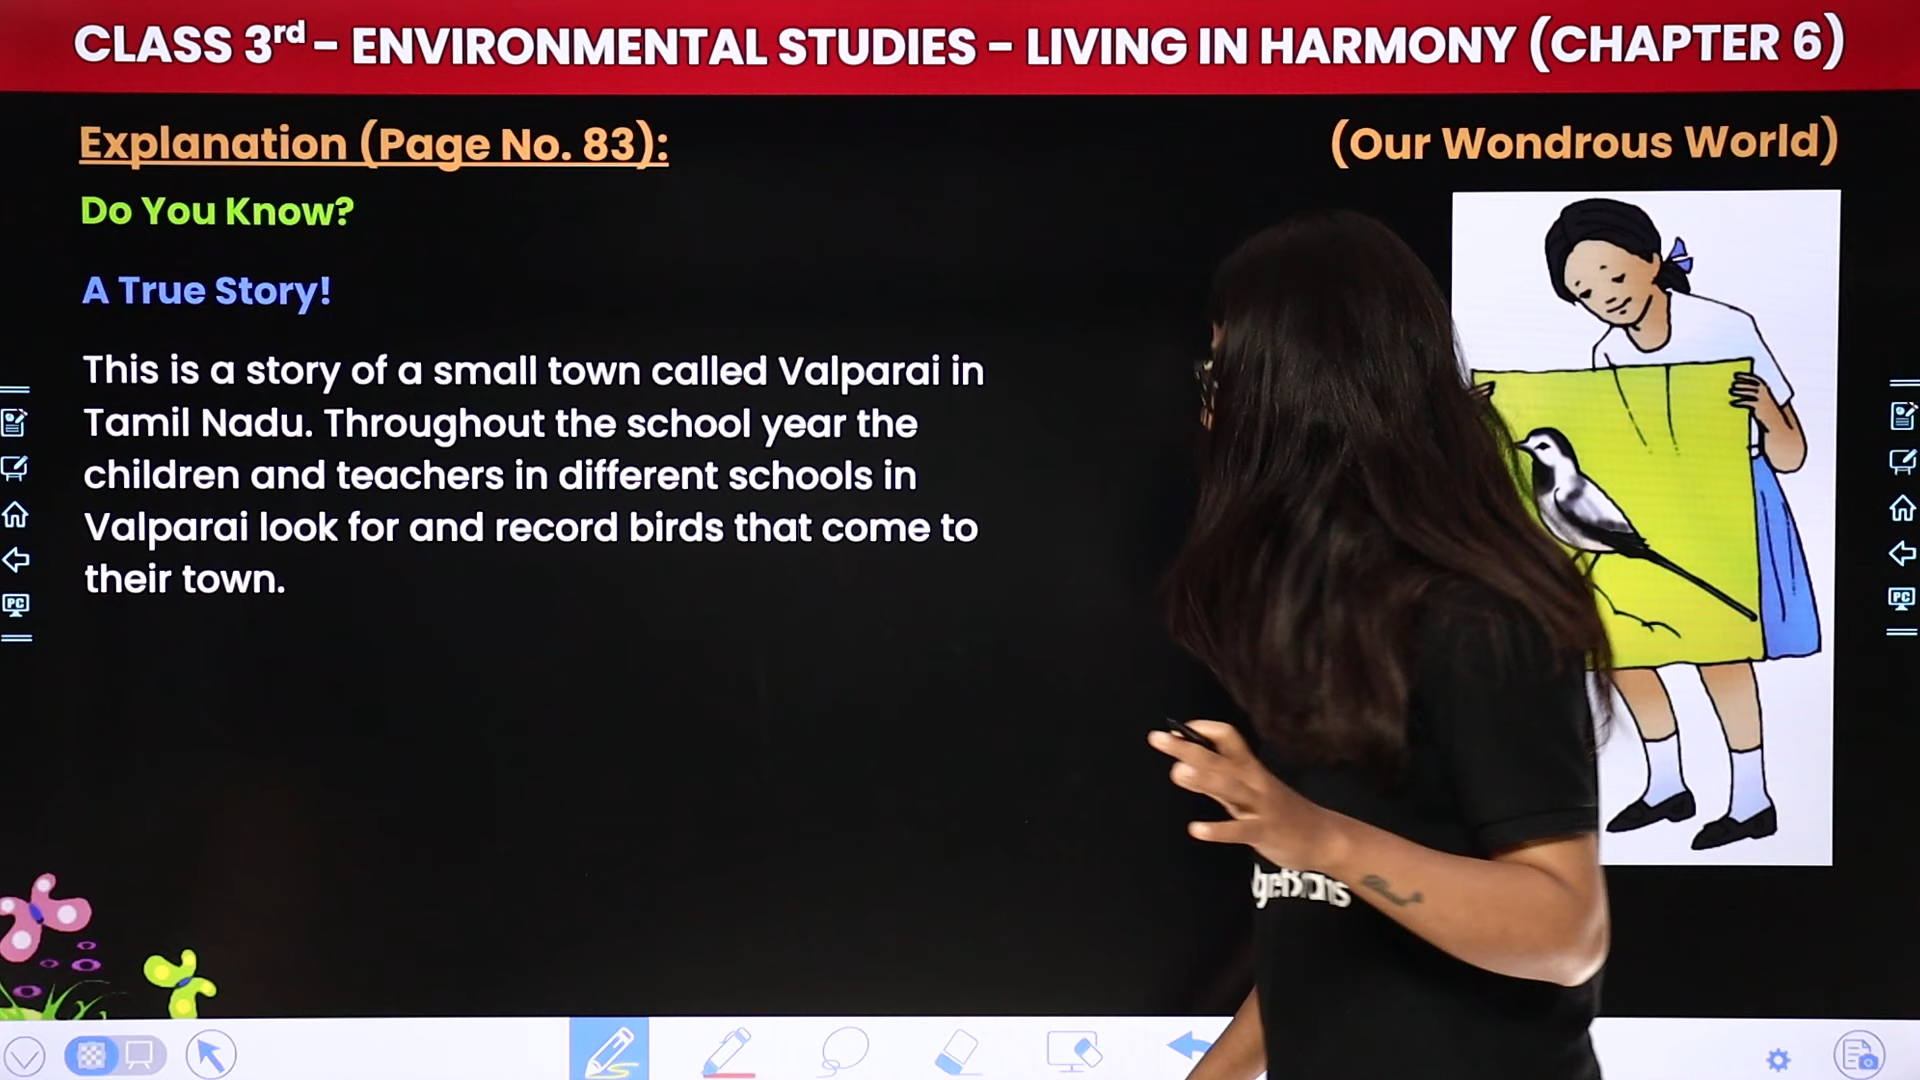 CLASS 3rd - ENVIRONMENTAL STUDIES - LIVING IN HARMONY (CHAPTER 6)
Explanation (Page No. 83):
(Our Wondrous World)
Do You Know?
A True Story!
This is a story of a small town called Valparai in
Tamil Nadu. Throughout the school year the
children and teachers in different schools in
Valparai look for and record birds that come to
their town.
PC
PC